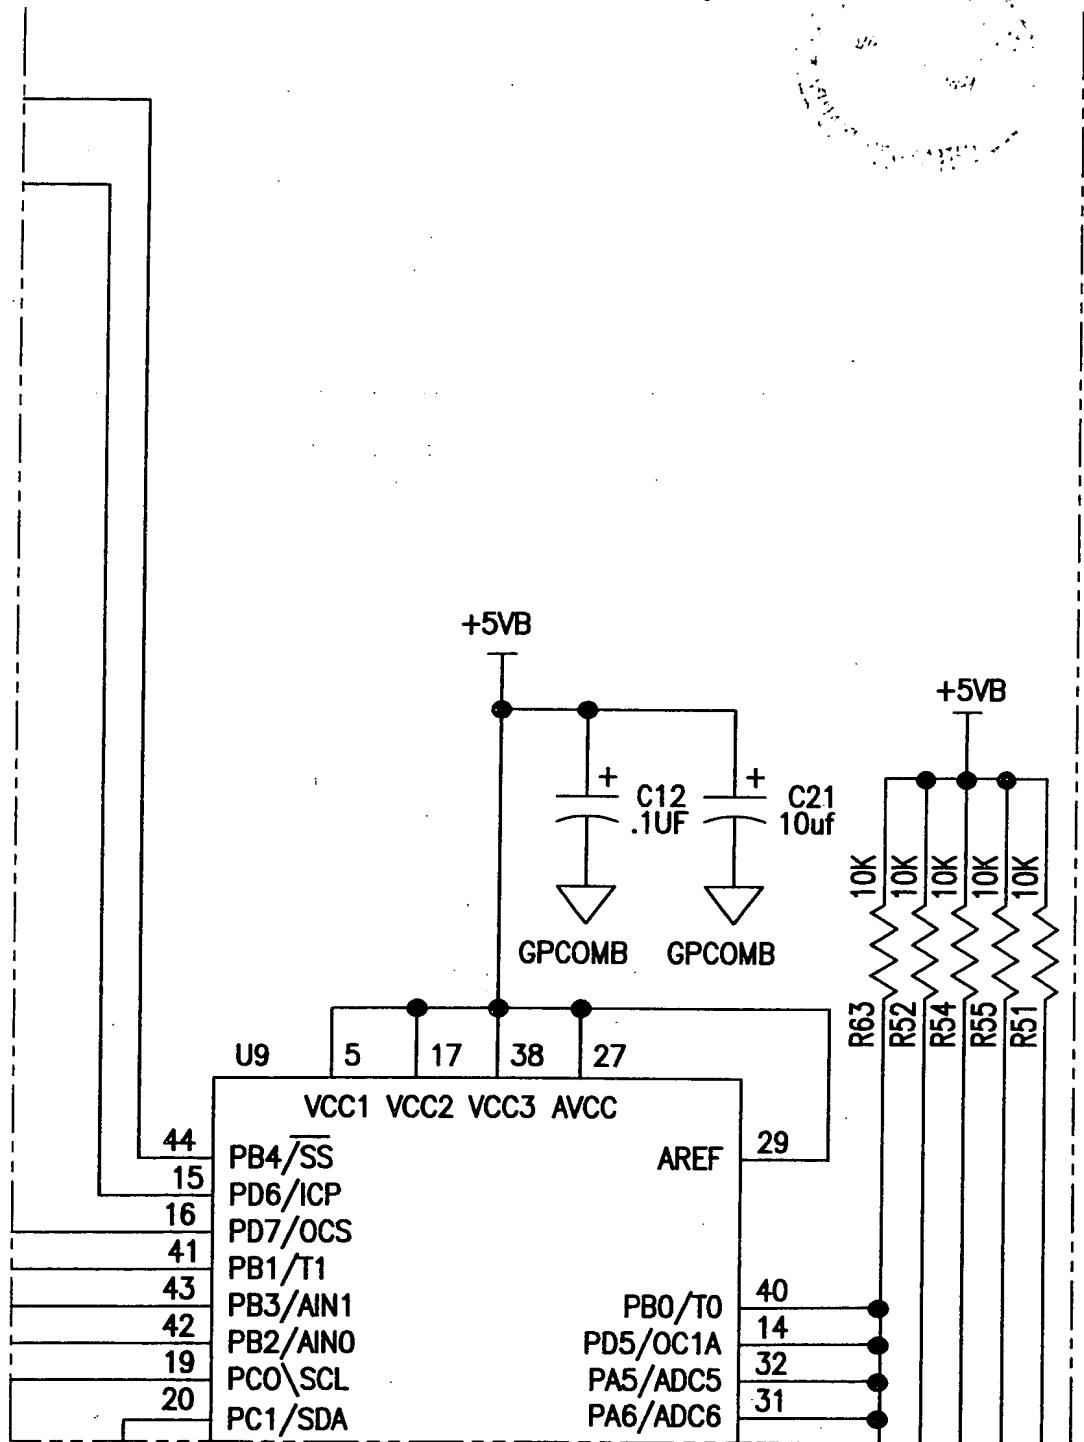 +5VB
+5VB
+
C12
.1UF
+
C21
10uf
10K
10K
10K
10K
10K
GPCOMB
GPCOMB
R63
R52
R54
R55
R51
U9
5
17
38
27
VCC1 VCC2 VCC3 AVCC
44
PB4/SS
AREF
29
15
PD6/ICP
16
PD7/OCS
41
PB1/T1
43
PB3/AIN1
PB0/T0
40
42
PB2/AIN0
PD5/OC1A
14
19
PC0\SCL
PA5/ADC5
32
20
PC1/SDA
PA6/ADC6
31